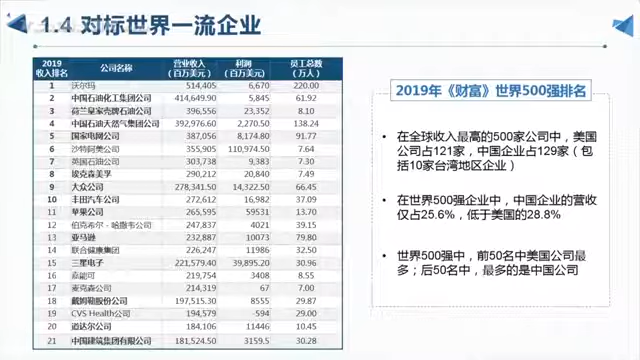 1.4 对标世界一流企业
2019 收入排名 公司名称 营业收入 (百万美元) 利润 (百万美元) 员工总数 (万人)
1 沃尔玛 514,405 6,670 220.00
2 中国石油化工集团公司 414,649.90 5,845 61.92
3 荷兰皇家壳牌石油公司 396,556 23,352 8.10
4 中国石油天然气集团公司 392,976.60 2,270.50 138.24
5 国家电网公司 387,056 8,174.80 91.77
6 沙特阿美公司 355,905 110,974.50 7.64
7 英国石油公司 303,738 9,383 7.30
8 埃克森美孚 290,212 20,840 7.49
9 大众公司 278,341.50 14,322.50 66.45
10 丰田汽车公司 272,612 16,982 37.09
11 苹果公司 265,595 59531 13.70
12 伯克希尔-哈撒韦公司 247,837 4021 39.15
13 亚马逊 232,887 10073 79.80
14 联合健康集团 226,247 11986 32.50
15 三星电子 221,579.40 39,895.20 30.96
16 嘉能可 219,754 3408 8.55
17 麦克森公司 214,319 67 7.00
18 戴姆勒股份公司 197,515.30 8555 29.87
19 CVS Health公司 194,579 -594 29.00
20 道达尔公司 184,106 11446 10.45
21 中国建筑集团有限公司 181,524.50 3159.5 30.28
2019年《财富》世界500强排名
• 在全球收入最高的500家公司中，美国
公司占121家，中国企业占129家（包
括10家台湾地区企业）
• 在世界500强企业中，中国企业的营收
仅占25.6%，低于美国的28.8%
• 世界500强中，前50名中美国公司最
多；后50名中，最多的是中国公司